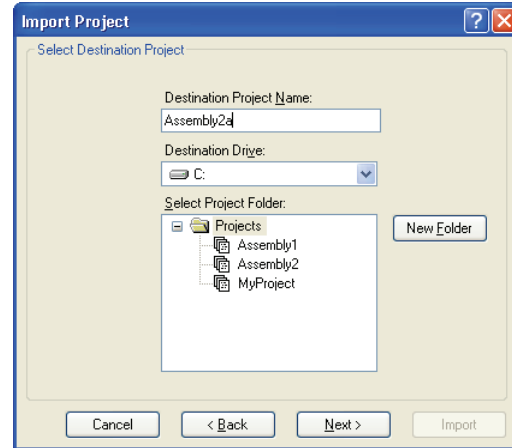 Import Project
Select Destination Project
Destination Project Name:
Assembly2a
Destination Drive:
C:
Select Project Folder:
Projects
New Folder
Assembly1
Assembly2
MyProject
Cancel
< Back
Next >
Import